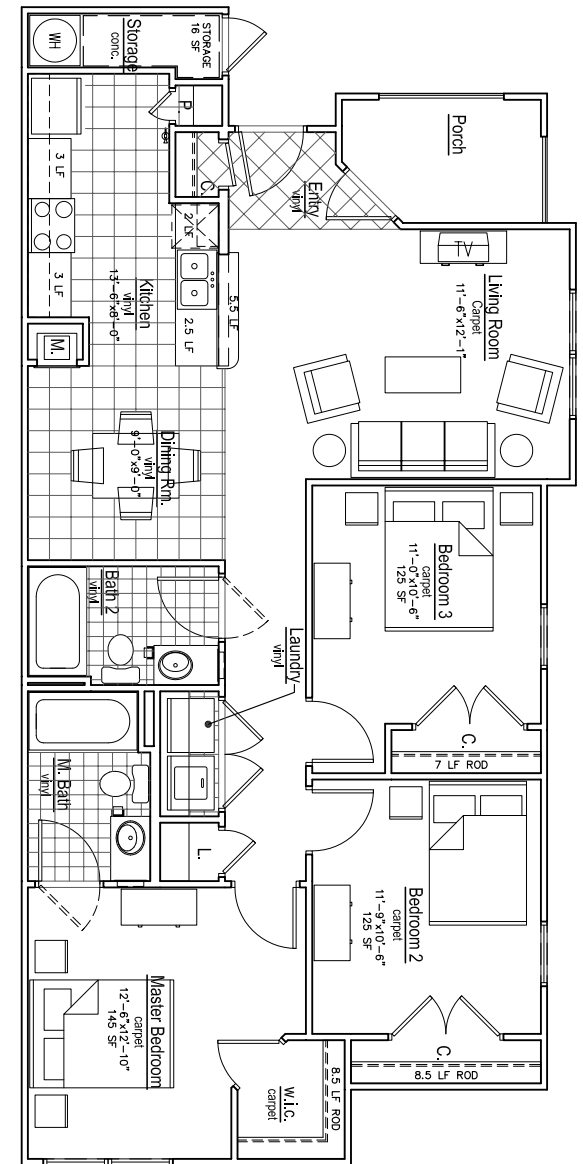 Storage
conc.
STORAGE
16 SF
WH
P.
C.
Entry
vinyl
Porch
3 LF
3 LF
2 LF
2.5 LF
5.5 LF
Kitchen
vinyl
13'-6"x8'-0"
M.
TV
Living Room
Carpet
11'-6"x12'-1"
Dining Rm.
vinyl
9'-0"x9'-0"
Bath 2
vinyl
Laundry
vinyl
Bedroom 3
carpet
11'-0"x10'-6"
125 SF
C.
7 LF ROD
M. Bath
vinyl
L.
Bedroom 2
carpet
11'-9"x10'-6"
125 SF
C.
8.5 LF ROD
Master Bedroom
carpet
12'-6"x12'-10"
145 SF
w.i.c.
carpet
8.5 LF ROD